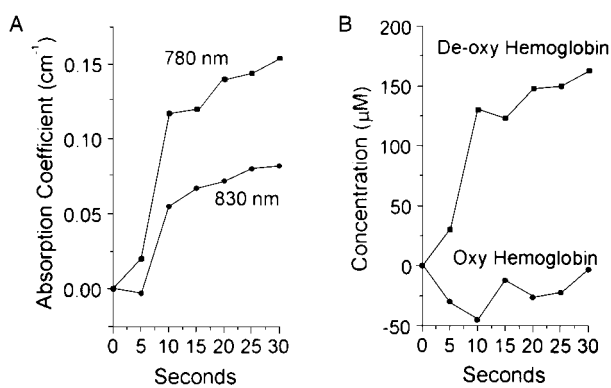 A
Absorption Coefficient (cm⁻¹)
0.15
0.10
0.05
0.00
780 nm
830 nm
0 5 10 15 20 25 30
Seconds
B
Concentration (µM)
200
150
100
50
0
-50
De-oxy Hemoglobin
Oxy Hemoglobin
0 5 10 15 20 25 30
Seconds